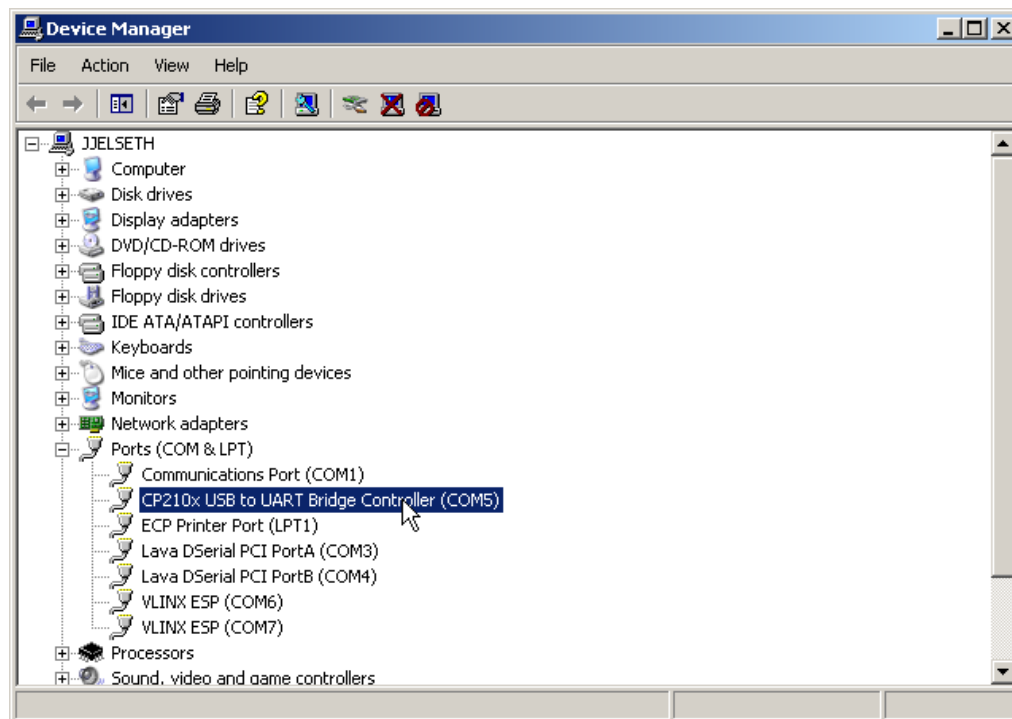 Device Manager
File Action View Help
JJELSETH
Computer
Disk drives
Display adapters
DVD/CD-ROM drives
Floppy disk controllers
Floppy disk drives
IDE ATA/ATAPI controllers
Keyboards
Mice and other pointing devices
Monitors
Network adapters
Ports (COM & LPT)
Communications Port (COM1)
CP210x USB to UART Bridge Controller (COM5)
ECP Printer Port (LPT1)
Lava DSerial PCI PortA (COM3)
Lava DSerial PCI PortB (COM4)
VLINX ESP (COM6)
VLINX ESP (COM7)
Processors
Sound, video and game controllers